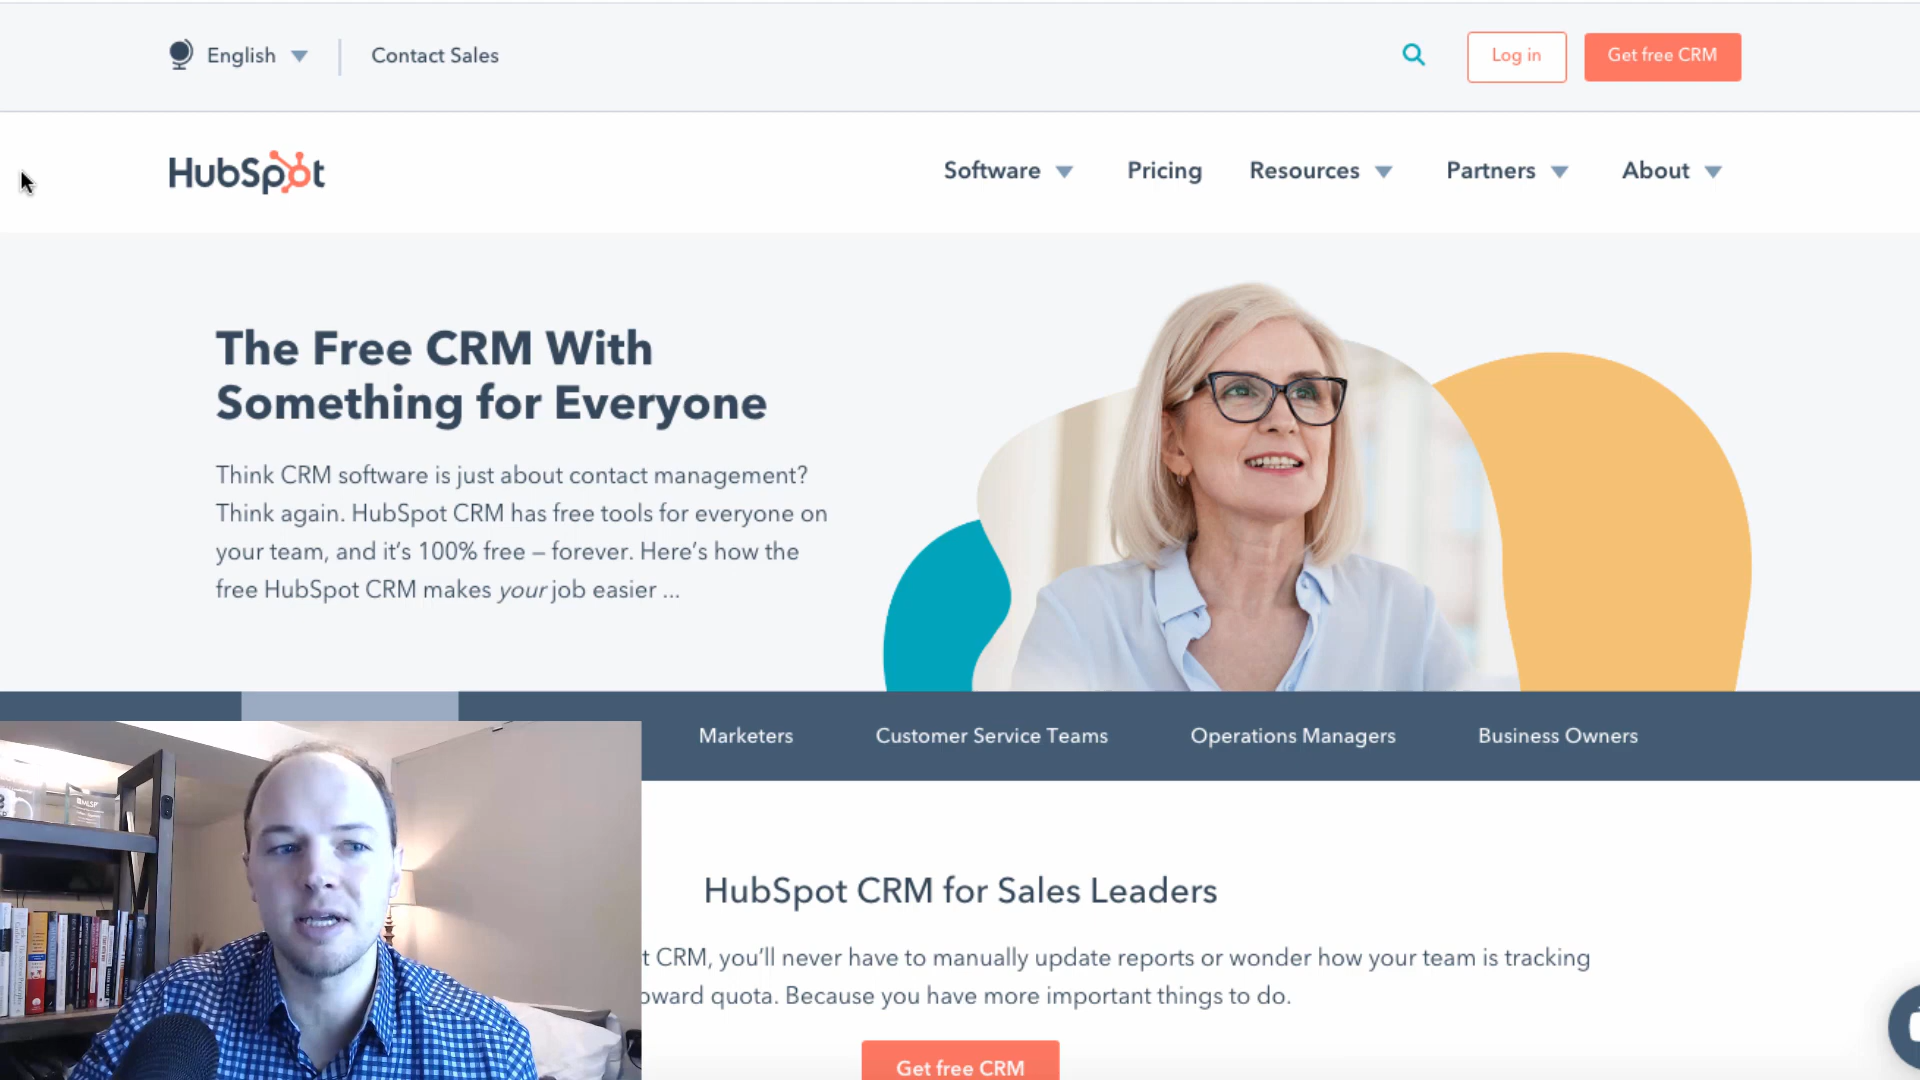 English
Contact Sales
Log in
Get free CRM
HubSpot
Software
Pricing
Resources
Partners
About
The Free CRM With
Something for Everyone
Think CRM software is just about contact management?
Think again. HubSpot CRM has free tools for everyone on
your team, and it’s 100% free – forever. Here’s how the
free HubSpot CRM makes your job easier ...
Marketers
Customer Service Teams
Operations Managers
Business Owners
MLSP
HubSpot CRM for Sales Leaders
t CRM, you’ll never have to manually update reports or wonder how your team is tracking
oward quota. Because you have more important things to do.
Get free CRM